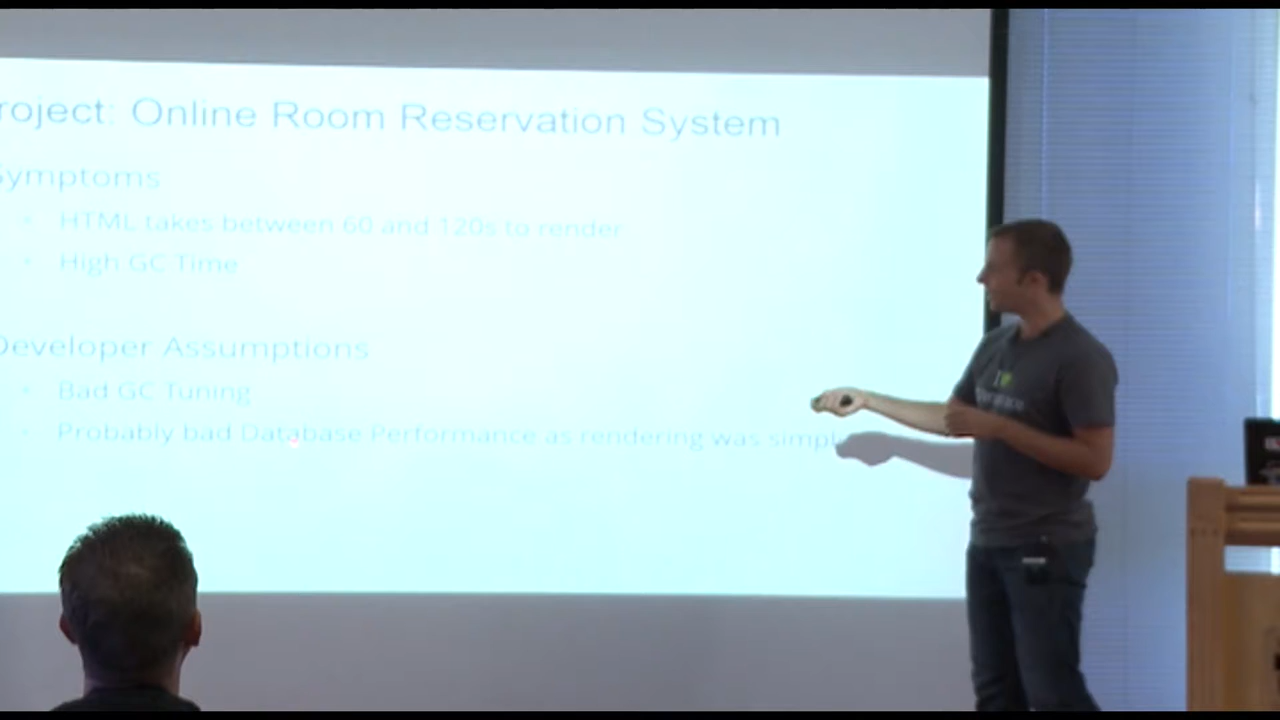 roject: Online Room Reservation System
Symptoms
HTML takes between 60 and 120s to render
High GC Time
Developer Assumptions
Bad GC Tuning
Probably bad Database Performance as rendering was simple
I